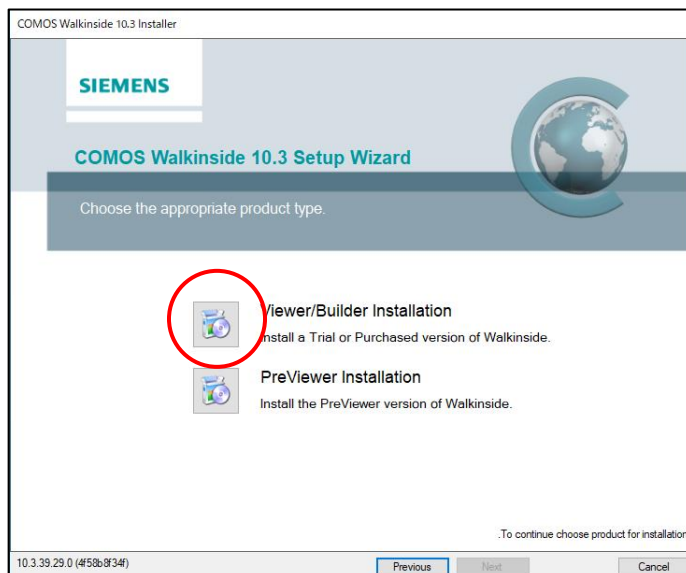 COMOS Walkinside 10.3 Installer
SIEMENS
COMOS Walkinside 10.3 Setup Wizard
Choose the appropriate product type.
Viewer/Builder Installation
Install a Trial or Purchased version of Walkinside.
PreViewer Installation
Install the PreViewer version of Walkinside.
.To continue choose product for installation
10.3.39.29.0 (4f58b8f34f)
Previous
Next
Cancel